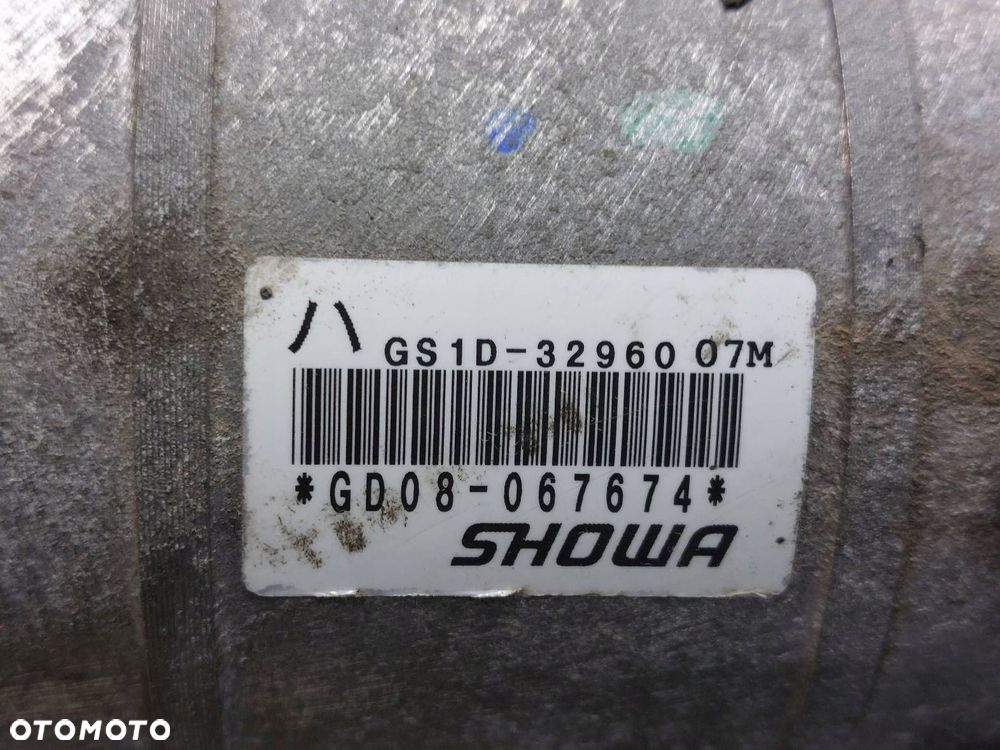 ハ GS1D-32960 07M
*GD08-067674*
SHOWA
OTOMOTO